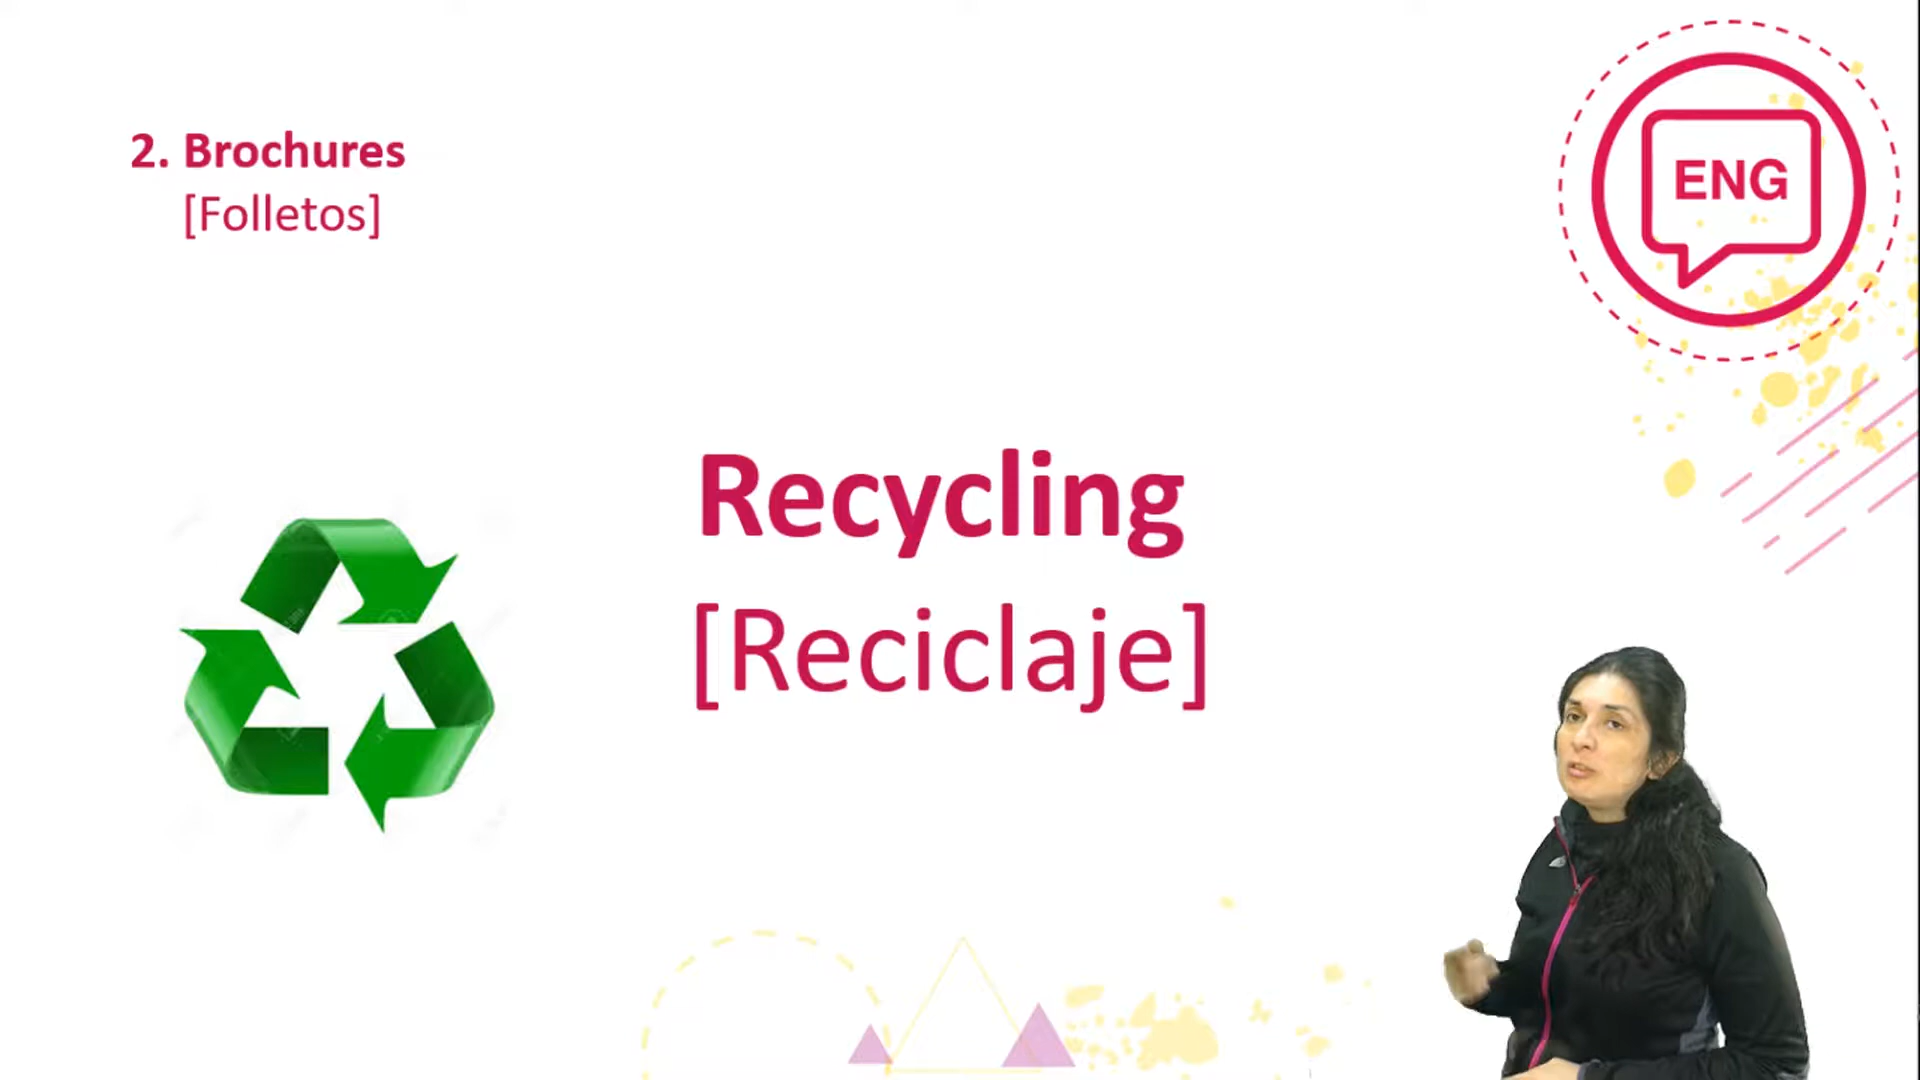 2. Brochures
[Folletos]
ENG
Recycling
[Reciclaje]